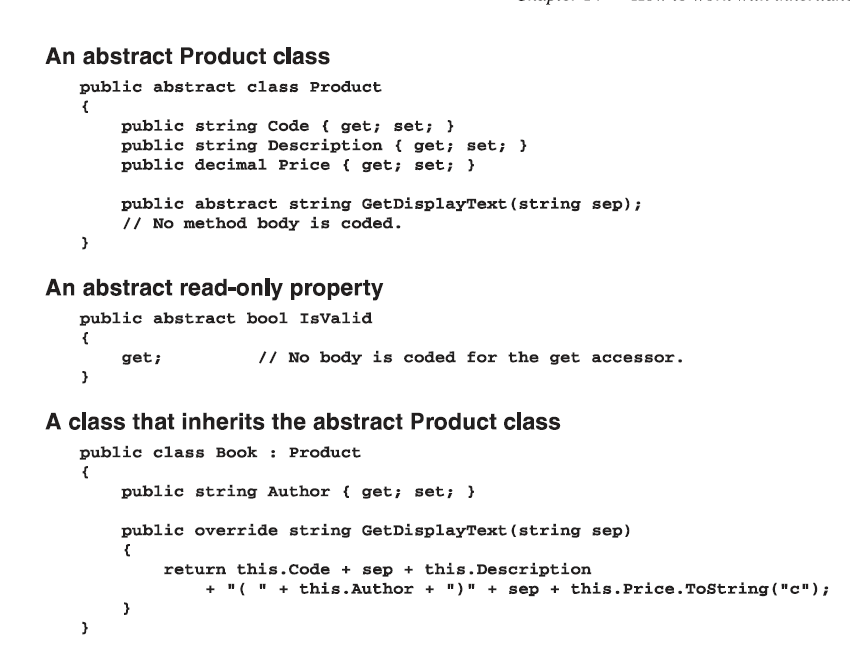 An abstract Product class
public abstract class Product
{
    public string Code { get; set; }
    public string Description { get; set; }
    public decimal Price { get; set; }

    public abstract string GetDisplayText(string sep);
    // No method body is coded.
}
An abstract read-only property
public abstract bool IsValid
{
    get;          // No body is coded for the get accessor.
}
A class that inherits the abstract Product class
public class Book : Product
{
    public string Author { get; set; }

    public override string GetDisplayText(string sep)
    {
        return this.Code + sep + this.Description
            + "( " + this.Author + ")" + sep + this.Price.ToString("c");
    }
}